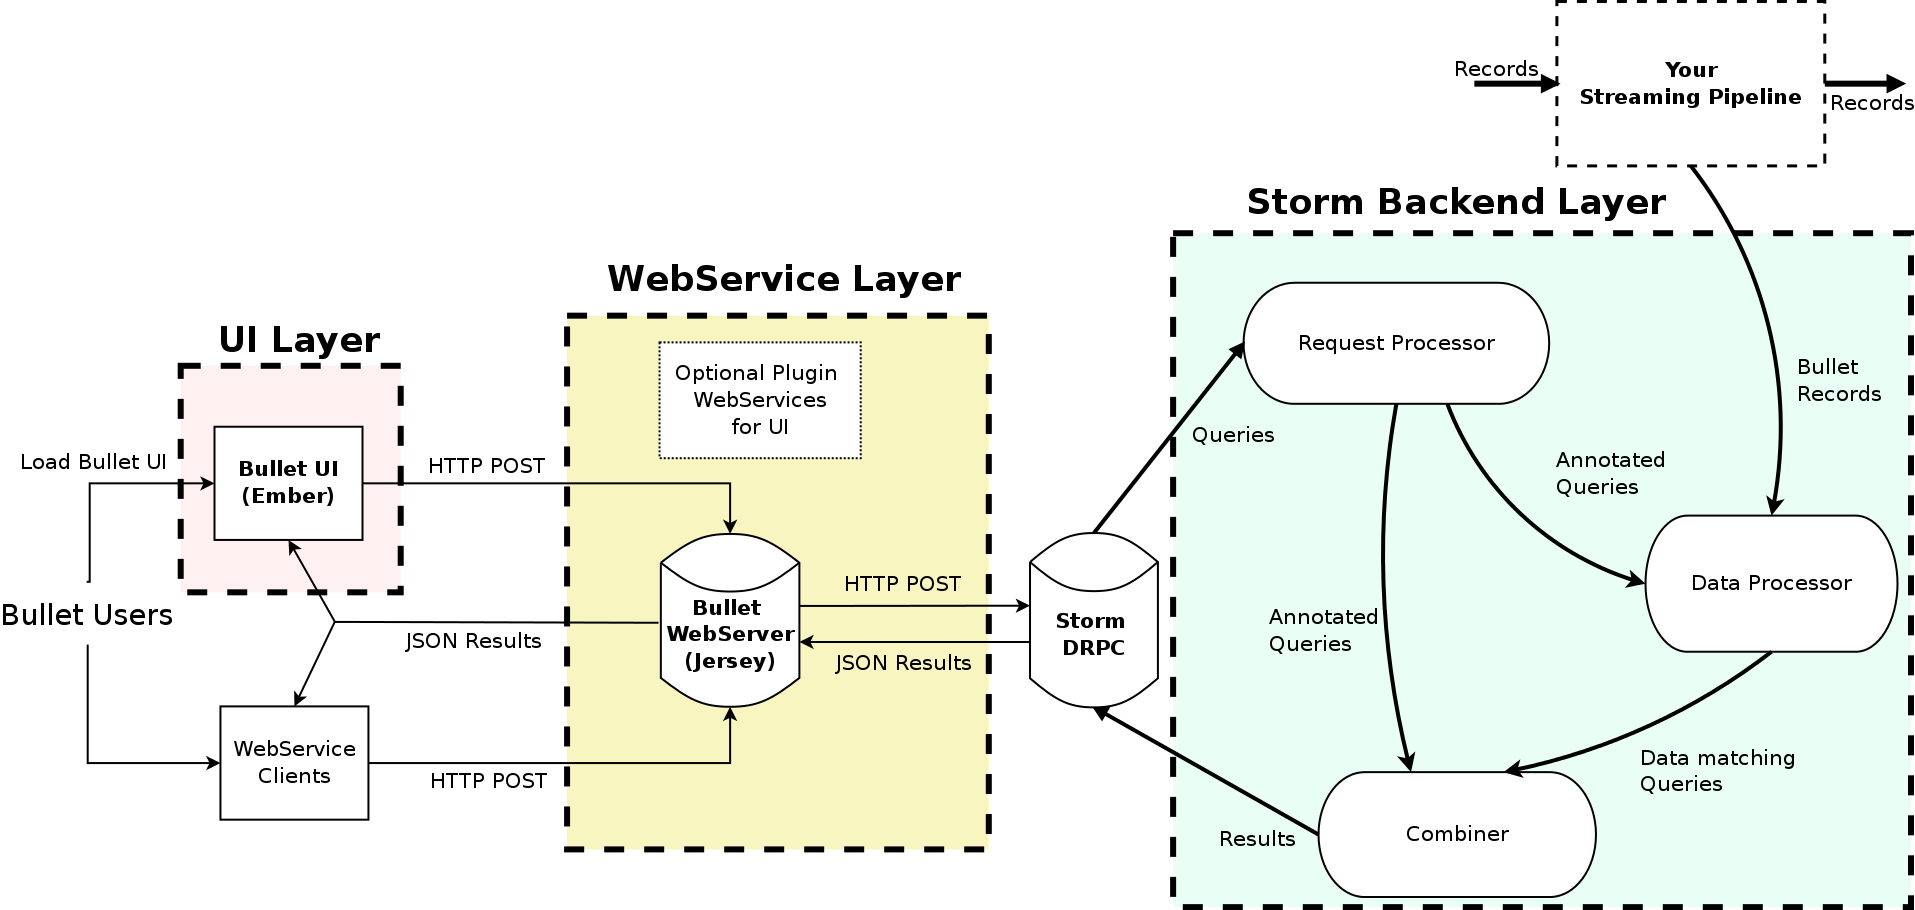 Records
Your
Streaming Pipeline
Records
Storm Backend Layer
WebService Layer
UI Layer
Request Processor
Optional Plugin
WebServices
for UI
Bullet
Records
Queries
Annotated
Queries
Load Bullet UI
Bullet UI
(Ember)
HTTP POST
Data Processor
HTTP POST
Bullet Users
Bullet
WebServer
(Jersey)
Storm
DRPC
Annotated
Queries
JSON Results
JSON Results
WebService
Clients
HTTP POST
Data matching
Queries
Results
Combiner